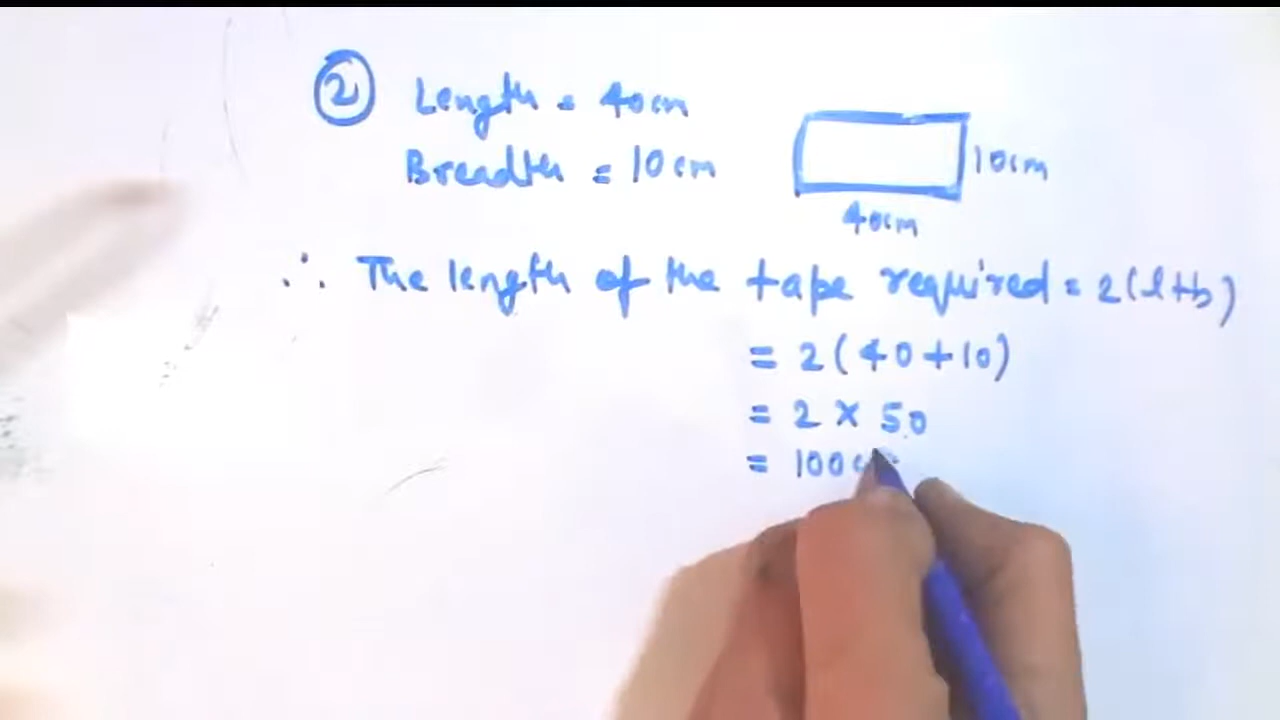 2 Length = 40cm
Breadth = 10cm
10cm
40cm
∴ The length of the tape required = 2(l+b)
= 2(40+10)
= 2 × 50
= 100